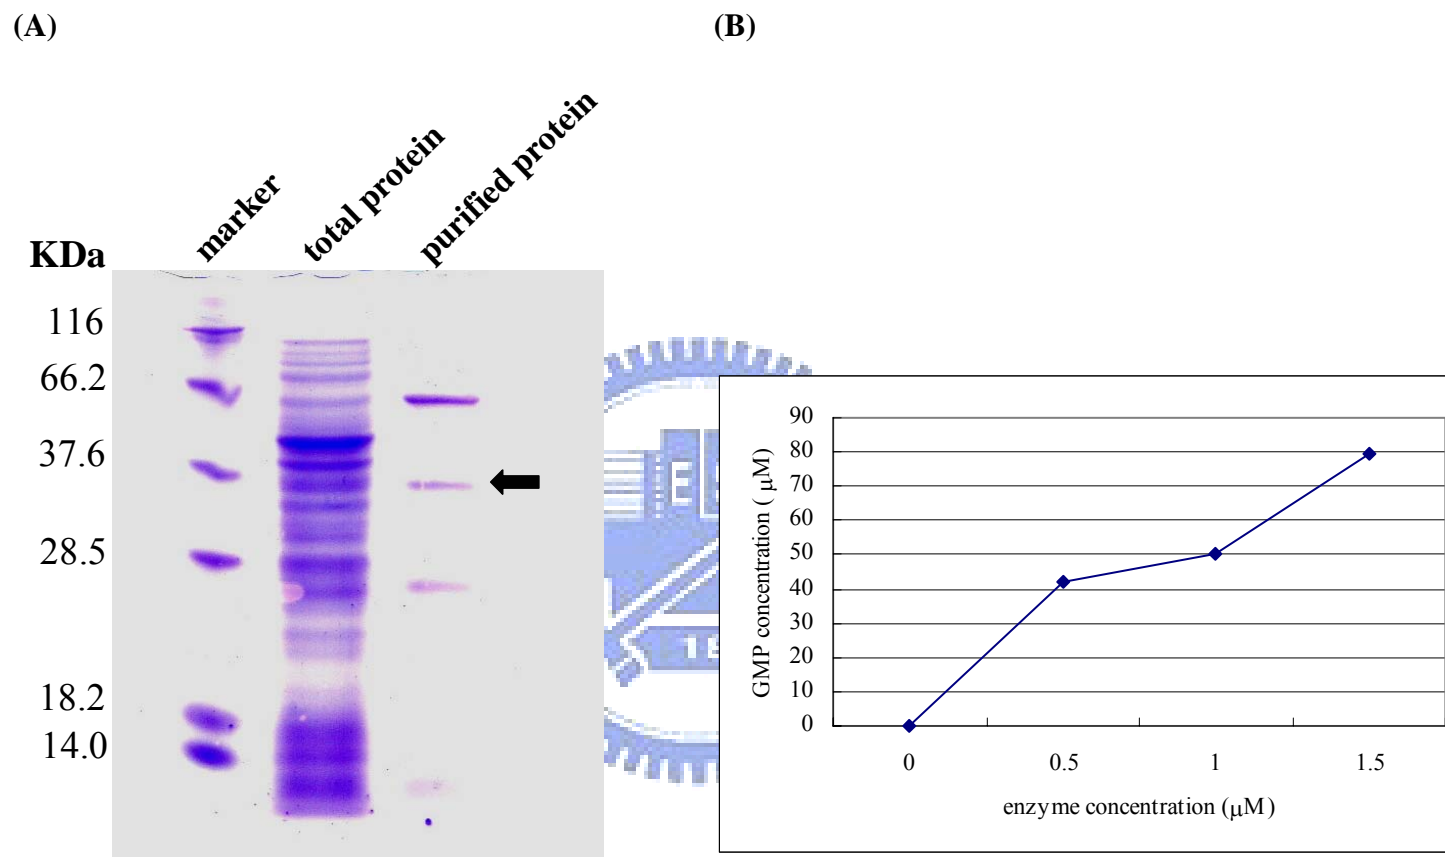 (A)
(B)
marker
total protein
purified protein
KDa
116
66.2
37.6
28.5
18.2
14.0
GMP concentration ( μM)
90
80
70
60
50
40
30
20
10
0
0 0.5 1 1.5
enzyme concentration (μM)